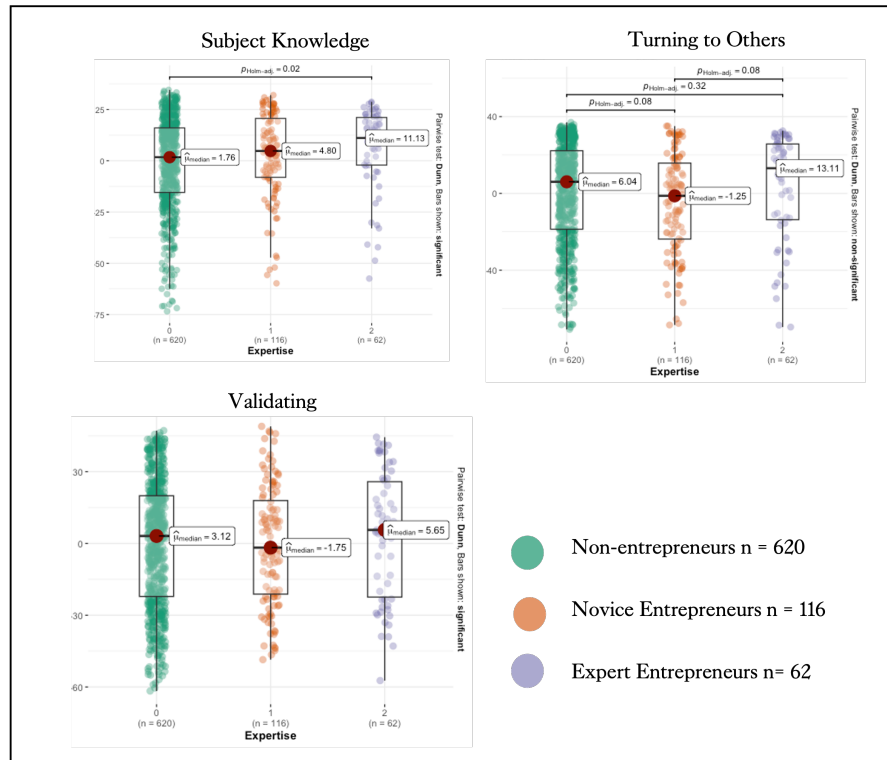 Subject Knowledge
pHolm−adj. = 0.02
25
0
-25
-50
-75
μ̂median = 1.76
μ̂median = 4.80
μ̂median = 11.13
Pairwise test: Dunn, Bars shown: significant
0
(n = 620)
1
(n = 116)
2
(n = 62)
Expertise
Turning to Others
pHolm−adj. = 0.08
pHolm−adj. = 0.32
pHolm−adj. = 0.08
40
0
-40
μ̂median = 6.04
μ̂median = -1.25
μ̂median = 13.11
Pairwise test: Dunn, Bars shown: non-significant
0
(n = 620)
1
(n = 116)
2
(n = 62)
Expertise
Validating
30
0
-30
-60
μ̂median = 3.12
μ̂median = -1.75
μ̂median = 5.65
Pairwise test: Dunn, Bars shown: significant
0
(n = 620)
1
(n = 116)
2
(n = 62)
Expertise
Non-entrepreneurs n = 620
Novice Entrepreneurs n = 116
Expert Entrepreneurs n= 62